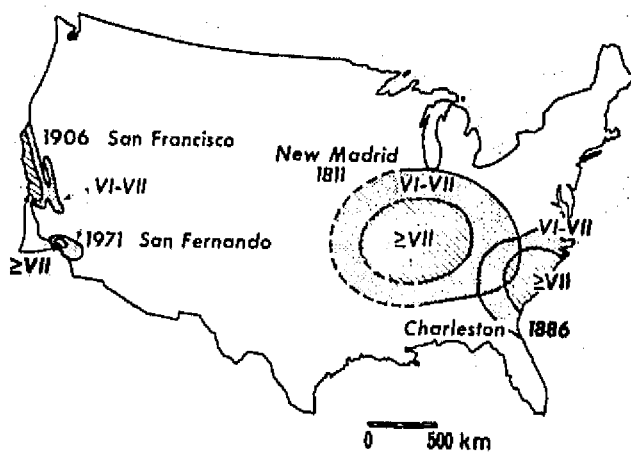 1906 San Francisco
VI-VII
1971 San Fernando
≥VII
New Madrid
1811
VI-VII
≥VII
VI-VII
≥VII
Charleston 1886
0 500 km